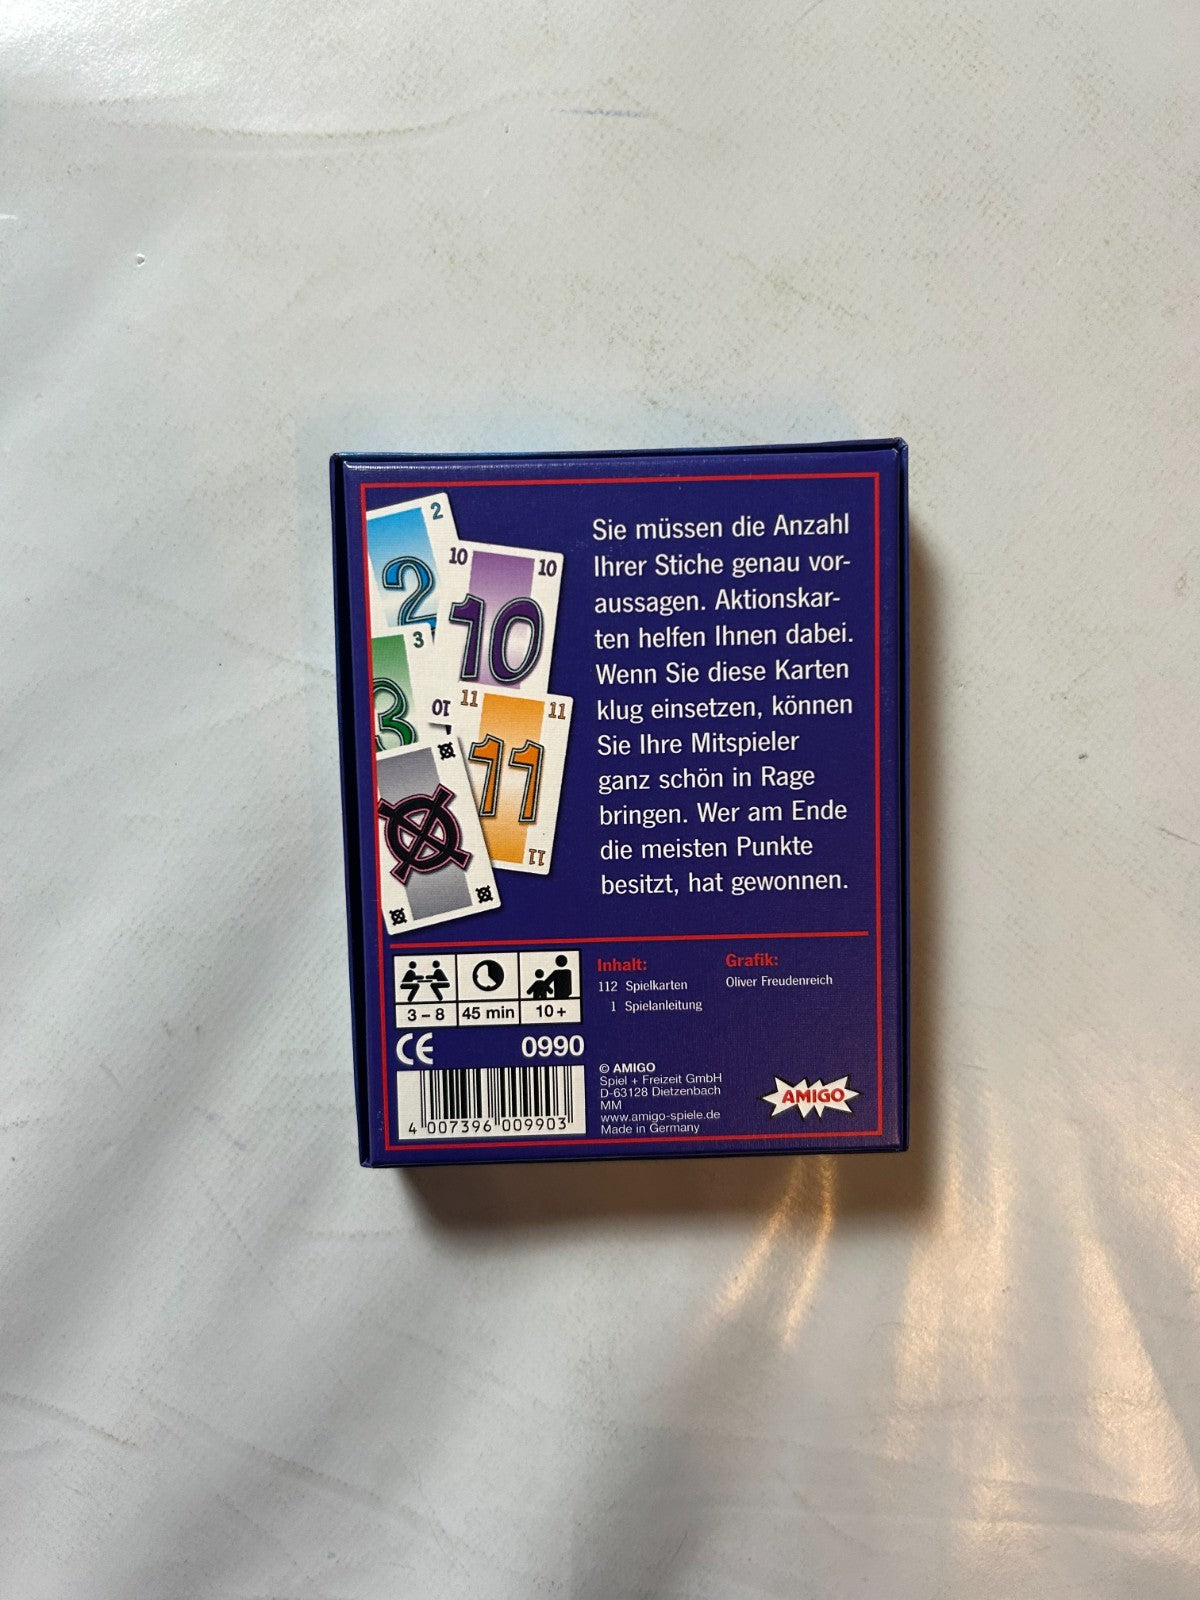 2
2
10
10
10
3
3
10
11
11
11
11
Sie müssen die Anzahl
Ihrer Stiche genau vor-
aussagen. Aktionskar-
ten helfen Ihnen dabei.
Wenn Sie diese Karten
klug einsetzen, können
Sie Ihre Mitspieler
ganz schön in Rage
bringen. Wer am Ende
die meisten Punkte
besitzt, hat gewonnen.
3 – 8
45 min
10 +
CE
0990
4 007396 009903
Inhalt:
112 Spielkarten
1 Spielanleitung
Grafik:
Oliver Freudenreich
© AMIGO
Spiel + Freizeit GmbH
D-63128 Dietzenbach
MM
www.amigo-spiele.de
Made in Germany
AMIGO